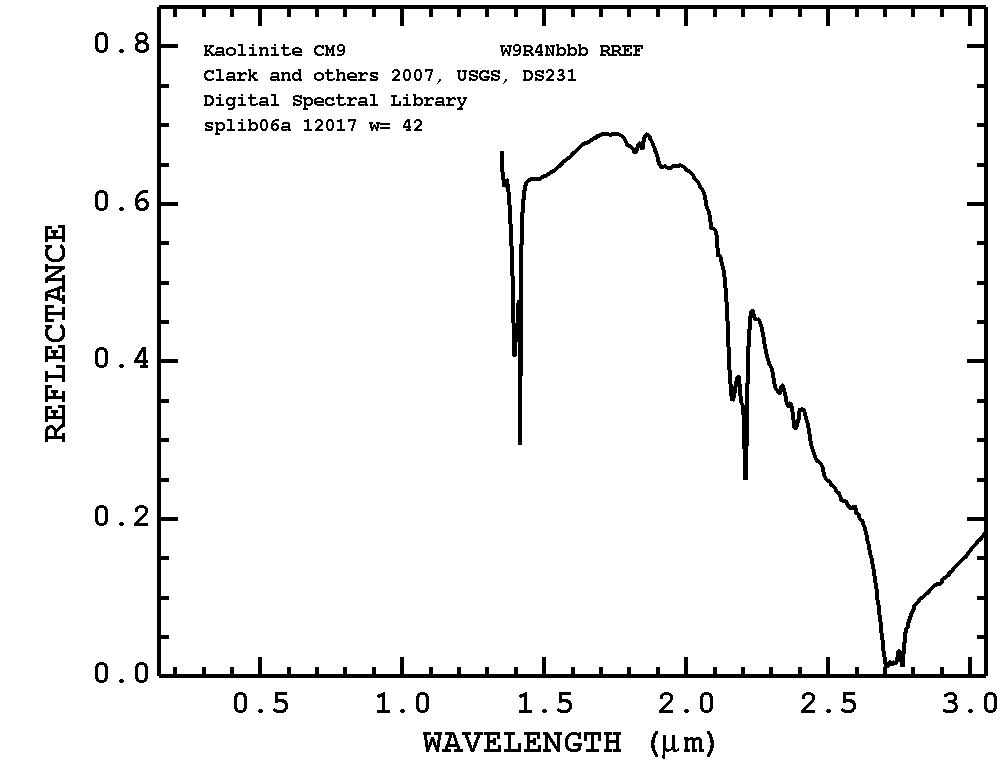 Kaolinite CM9 W9R4Nbbb RREF
Clark and others 2007, USGS, DS231
Digital Spectral Library
splib06a 12017 w= 42
0.8
0.6
0.4
0.2
0.0
REFLECTANCE
0.5 1.0 1.5 2.0 2.5 3.0
WAVELENGTH (μm)